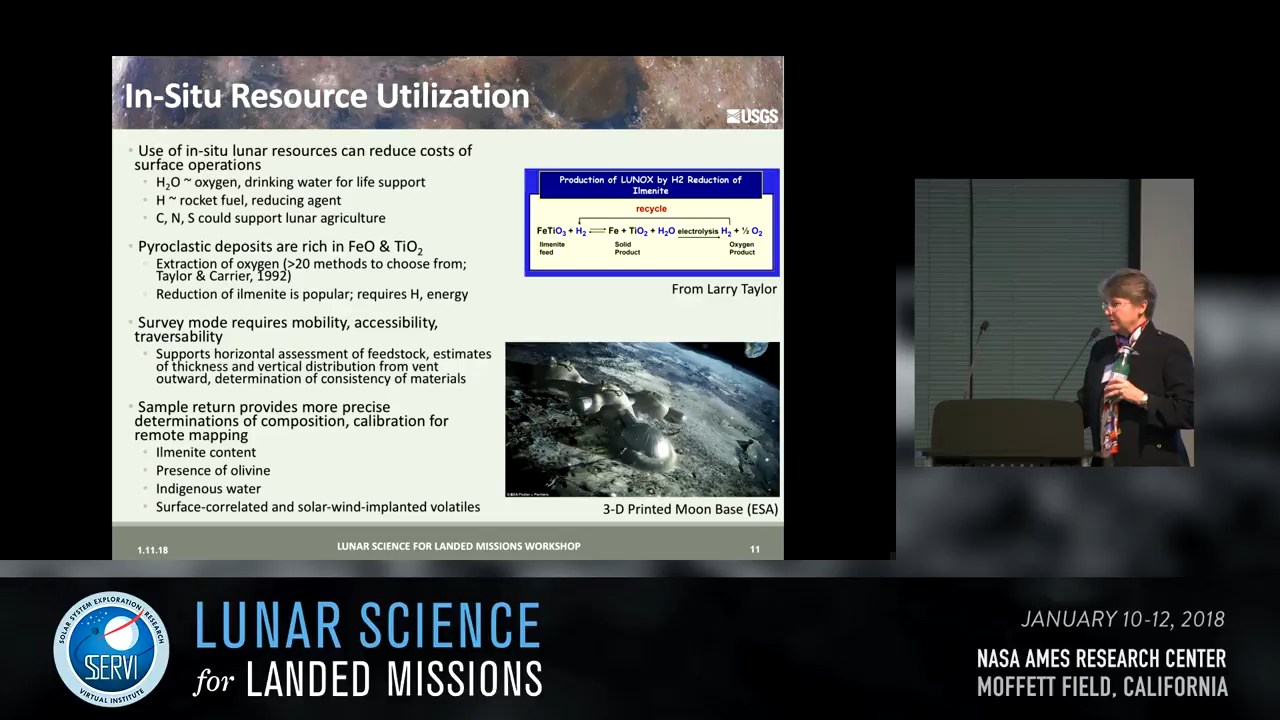 In-Situ Resource Utilization
USGS
Use of in-situ lunar resources can reduce costs of
surface operations
H₂O ~ oxygen, drinking water for life support
H ~ rocket fuel, reducing agent
C, N, S could support lunar agriculture
Pyroclastic deposits are rich in FeO & TiO₂
Extraction of oxygen (>20 methods to choose from;
Taylor & Carrier, 1992)
Reduction of ilmenite is popular; requires H, energy
Survey mode requires mobility, accessibility,
traversability
Supports horizontal assessment of feedstock, estimates
of thickness and vertical distribution from vent
outward, determination of consistency of materials
Sample return provides more precise
determinations of composition, calibration for
remote mapping
Ilmenite content
Presence of olivine
Indigenous water
Surface-correlated and solar-wind-implanted volatiles
Production of LUNOX by H2 Reduction of
Ilmenite
recycle
FeTiO₃ + H₂ Fe + TiO₂ + H₂O electrolysis H₂ + ½ O₂
Ilmenite feed
Solid Product
Oxygen Product
From Larry Taylor
3-D Printed Moon Base (ESA)
1.11.18
LUNAR SCIENCE FOR LANDED MISSIONS WORKSHOP
11
SOLAR SYSTEM EXPLORATION RESEARCH
SSERVI
VIRTUAL INSTITUTE
LUNAR SCIENCE
for LANDED MISSIONS
JANUARY 10-12, 2018
NASA AMES RESEARCH CENTER
MOFFETT FIELD, CALIFORNIA